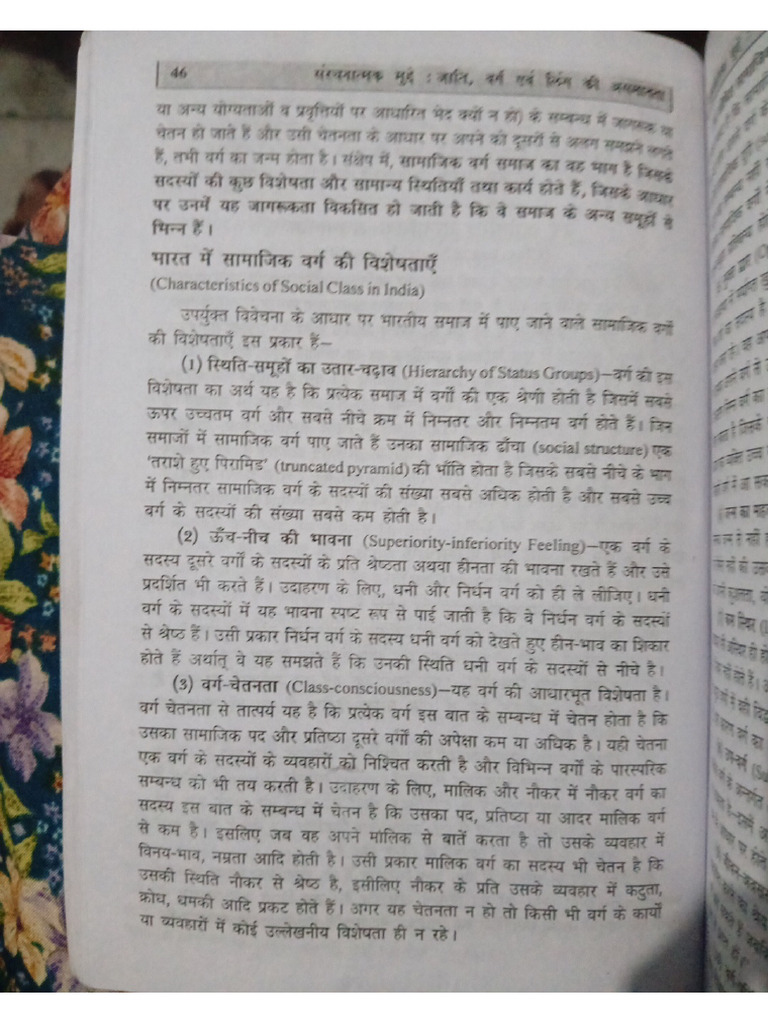 46 संरचनात्मक मुद्दे : जाति, वर्ग एवं लिंग की असमानता
या अन्य योग्यताओं व प्रवृत्तियों पर आधारित भेद क्यों न हो) के सम्बन्ध में जागरूक या
चेतन हो जाते हैं और उसी चेतनता के आधार पर अपने को दूसरों से अलग समझने लगते
हैं, तभी वर्ग का जन्म होता है। संक्षेप में, सामाजिक वर्ग समाज का वह भाग है जिसके
सदस्यों की कुछ विशेषता और सामान्य स्थितियाँ तथा कार्य होते हैं, जिसके आधार
पर उनमें यह जागरूकता विकसित हो जाती है कि वे समाज के अन्य समूहों से
भिन्न हैं।
भारत में सामाजिक वर्ग की विशेषताएँ
(Characteristics of Social Class in India)
उपर्युक्त विवेचना के आधार पर भारतीय समाज में पाए जाने वाले सामाजिक वर्गों
की विशेषताएँ इस प्रकार हैं—
(1) स्थिति-समूहों का उतार-चढ़ाव (Hierarchy of Status Groups)—वर्ग की इस
विशेषता का अर्थ यह है कि प्रत्येक समाज में वर्गों की एक श्रेणी होती है जिसमें सबसे
ऊपर उच्चतम वर्ग और सबसे नीचे क्रम में निम्नतर और निम्नतम वर्ग होते हैं। जिन
समाजों में सामाजिक वर्ग पाए जाते हैं उनका सामाजिक ढाँचा (social structure) एक
'तराशे हुए पिरामिड' (truncated pyramid) की भाँति होता है जिसके सबसे नीचे के भाग
में निम्नतर सामाजिक वर्ग के सदस्यों की संख्या सबसे अधिक होती है और सबसे उच्च
वर्ग के सदस्यों की संख्या सबसे कम होती है।
(2) ऊँच-नीच की भावना (Superiority-inferiority Feeling)—एक वर्ग के
सदस्य दूसरे वर्गों के सदस्यों के प्रति श्रेष्ठता अथवा हीनता की भावना रखते हैं और उसे
प्रदर्शित भी करते हैं। उदाहरण के लिए, धनी और निर्धन वर्ग को ही ले लीजिए। धनी
वर्ग के सदस्यों में यह भावना स्पष्ट रूप से पाई जाती है कि वे निर्धन वर्ग के सदस्यों
से श्रेष्ठ हैं। उसी प्रकार निर्धन वर्ग के सदस्य धनी वर्ग को देखते हुए हीन-भाव का शिकार
होते हैं अर्थात् वे यह समझते हैं कि उनकी स्थिति धनी वर्ग के सदस्यों से नीचे है।
(3) वर्ग-चेतनता (Class-consciousness)—यह वर्ग की आधारभूत विशेषता है।
वर्ग चेतनता से तात्पर्य यह है कि प्रत्येक वर्ग इस बात के सम्बन्ध में चेतन होता है कि
उसका सामाजिक पद और प्रतिष्ठा दूसरे वर्गों की अपेक्षा कम या अधिक है। यही चेतना
एक वर्ग के सदस्यों के व्यवहारों को निश्चित करती है और विभिन्न वर्गों के पारस्परिक
सम्बन्ध को भी तय करती है। उदाहरण के लिए, मालिक और नौकर में नौकर वर्ग का
सदस्य इस बात के सम्बन्ध में चेतन है कि उसका पद, प्रतिष्ठा या आदर मालिक वर्ग
से कम है। इसलिए जब वह अपने मालिक से बातें करता है तो उसके व्यवहार में
विनय-भाव, नम्रता आदि होती है। उसी प्रकार मालिक वर्ग का सदस्य भी चेतन है कि
उसकी स्थिति नौकर से श्रेष्ठ है, इसीलिए नौकर के प्रति उसके व्यवहार में कटुता,
क्रोध, धमकी आदि प्रकट होते हैं। अगर यह चेतनता न हो तो किसी भी वर्ग के कार्यों
या व्यवहारों में कोई उल्लेखनीय विशेषता ही न रहे।